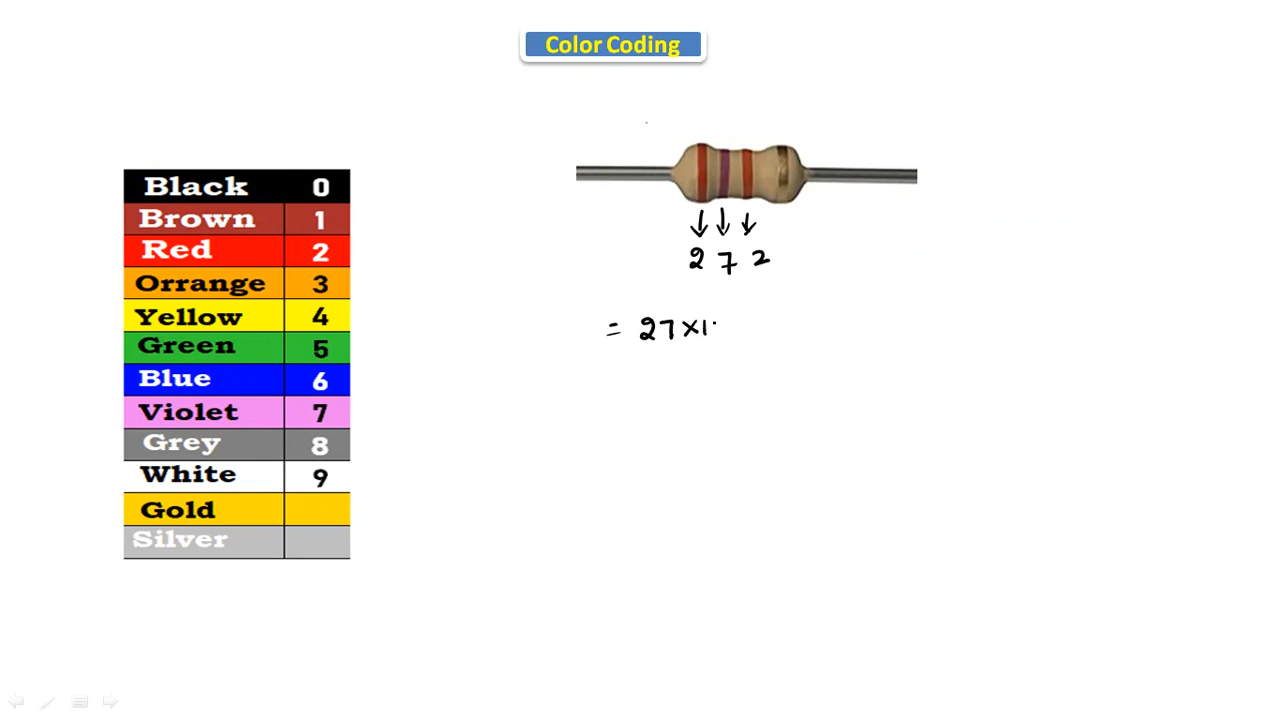 Color Coding
Black 0
Brown 1
Red 2
Orrange 3
Yellow 4
Green 5
Blue 6
Violet 7
Grey 8
White 9
Gold
Silver
2 7 2
= 27×1